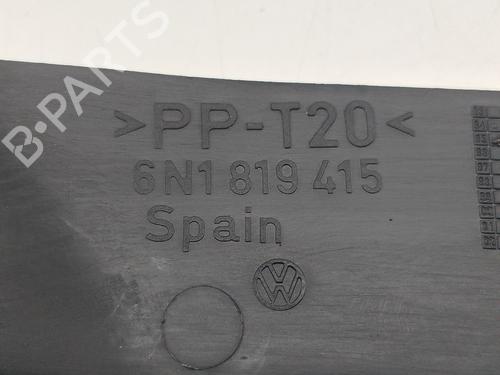 >PP-T20<
6N1 819 415
Spain
B-PARTS